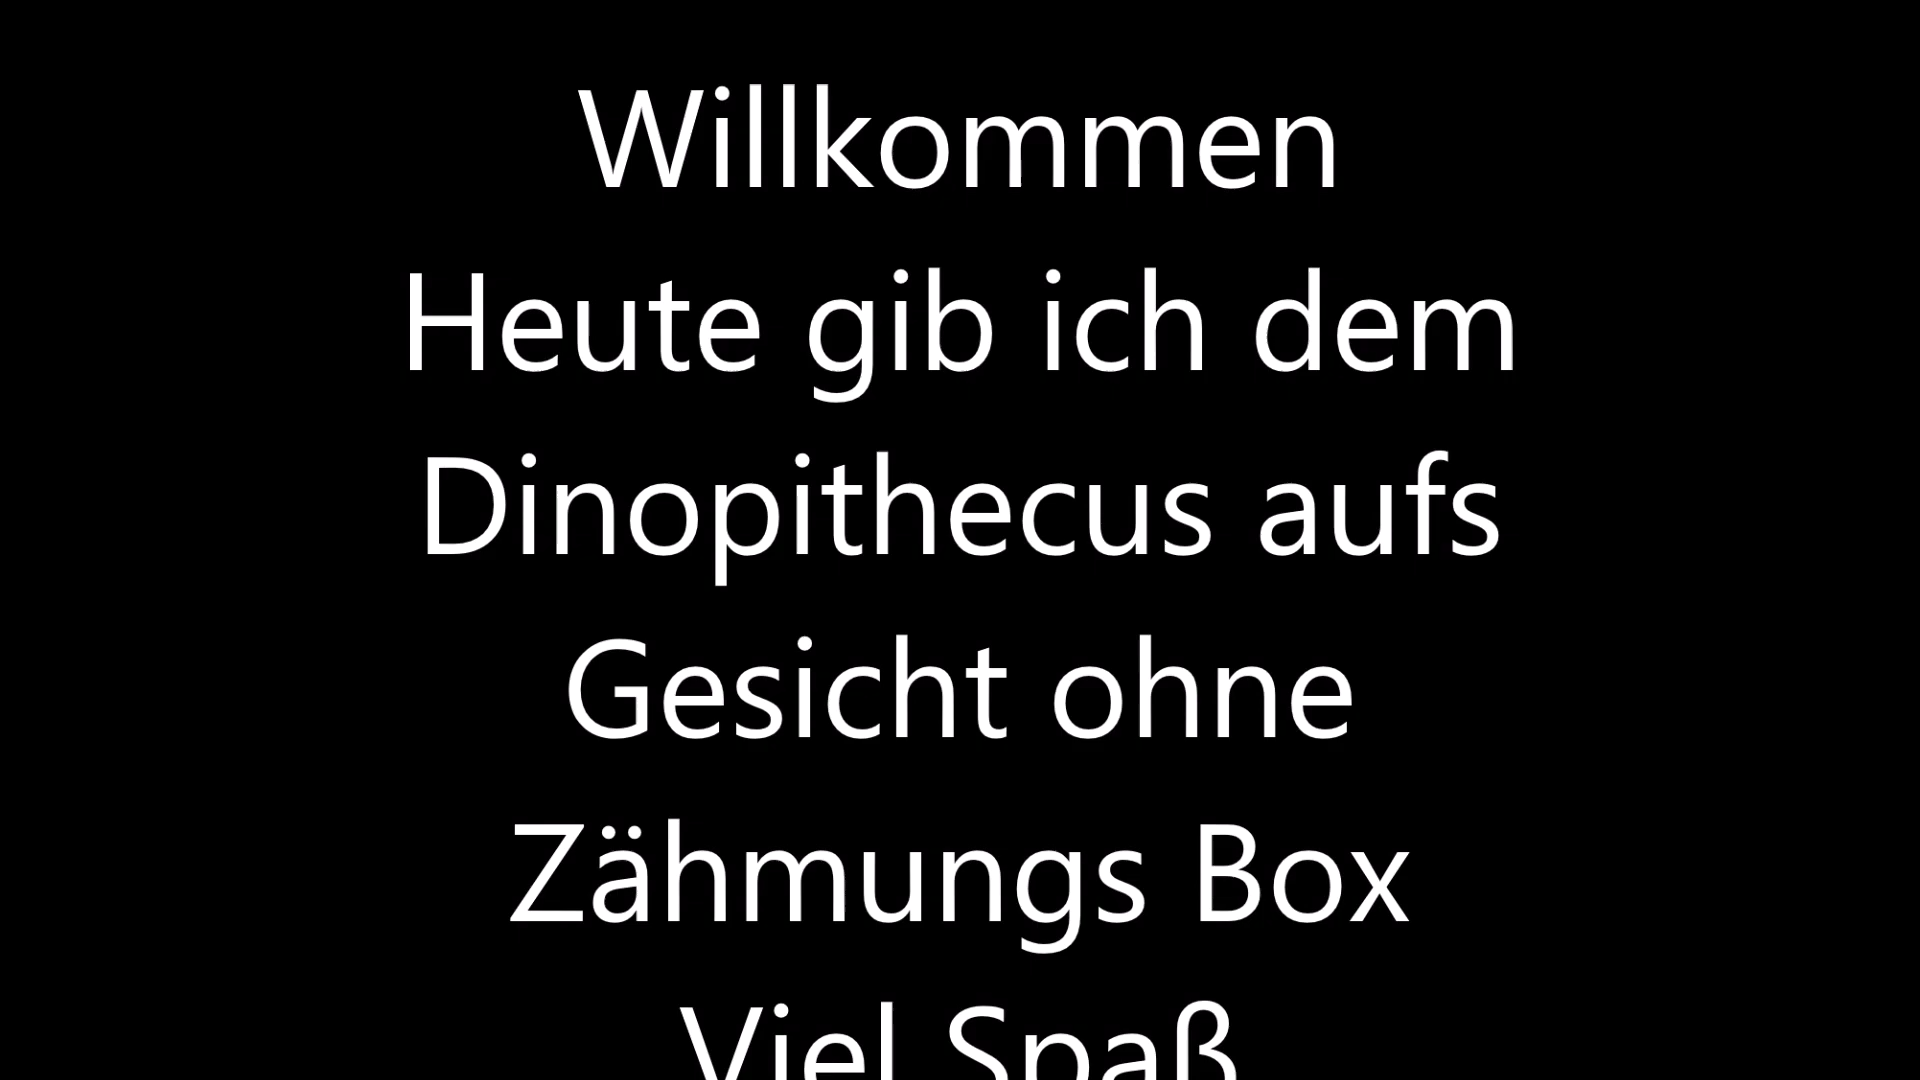 Willkommen
Heute gib ich dem
Dinopithecus aufs
Gesicht ohne
Zähmungs Box
Viel Spaß